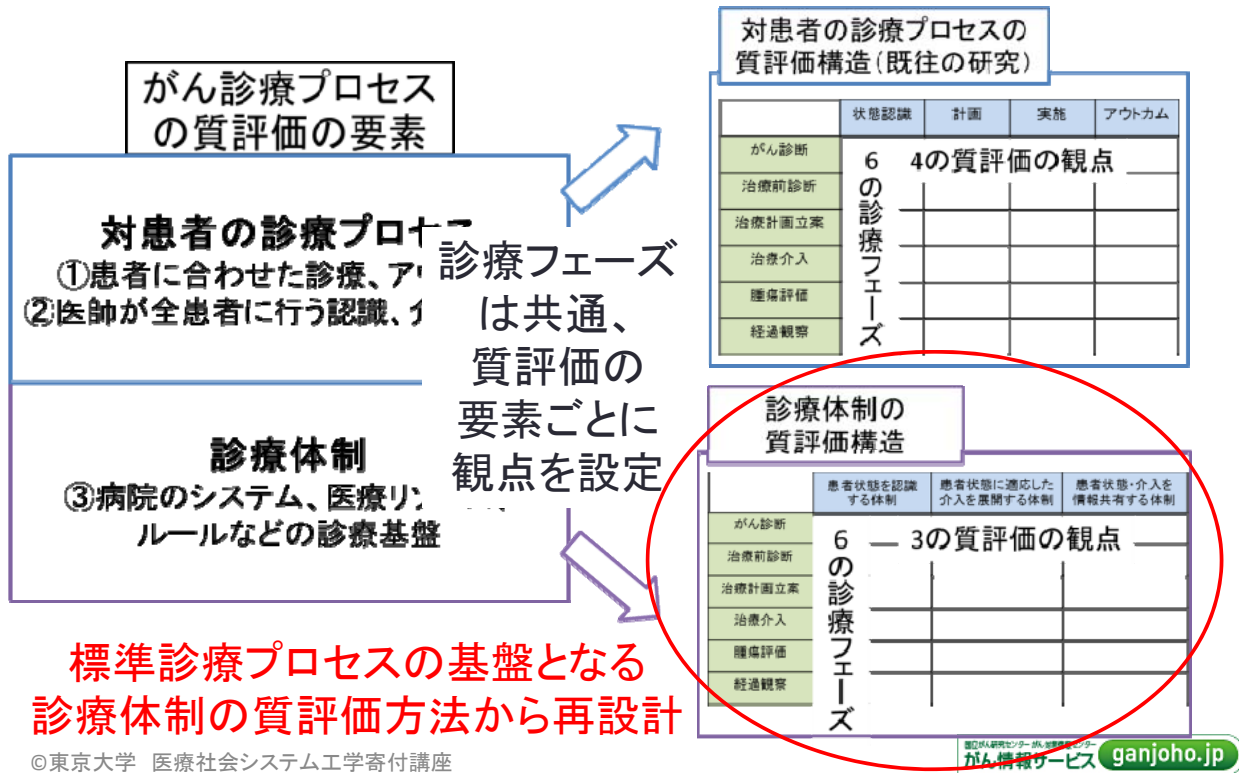 がん診療プロセス
の質評価の要素
対患者の診療プロセ
①患者に合わせた診療、ア
②医師が全患者に行う認識、
診療体制
③病院のシステム、医療リ
ルールなどの診療基盤
診療フェーズ
は共通、
質評価の
要素ごとに
観点を設定
対患者の診療プロセスの
質評価構造(既往の研究)
状態認識 計画 実施 アウトカム
がん診断
治療前診断
治療計画立案
治療介入
腫瘍評価
経過観察
6の診療フェーズ
4の質評価の観点
診療体制の
質評価構造
患者状態を認識
する体制
患者状態に適応した
介入を展開する体制
患者状態・介入を
情報共有する体制
がん診断
治療前診断
治療計画立案
治療介入
腫瘍評価
経過観察
6の診療フェーズ
3の質評価の観点
標準診療プロセスの基盤となる
診療体制の質評価方法から再設計
©東京大学 医療社会システム工学寄付講座
がん情報サービス ganjoho.jp